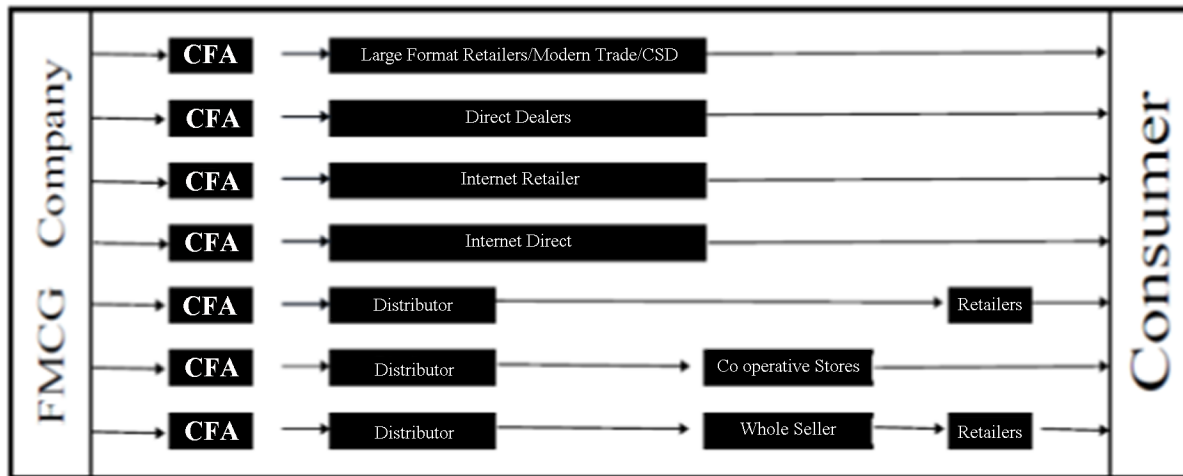 FMCG Company
CFA Large Format Retailers/Modern Trade/CSD
CFA Direct Dealers
CFA Internet Retailer
CFA Internet Direct
CFA Distributor Retailers
CFA Distributor Co operative Stores
CFA Distributor Whole Seller Retailers
Consumer